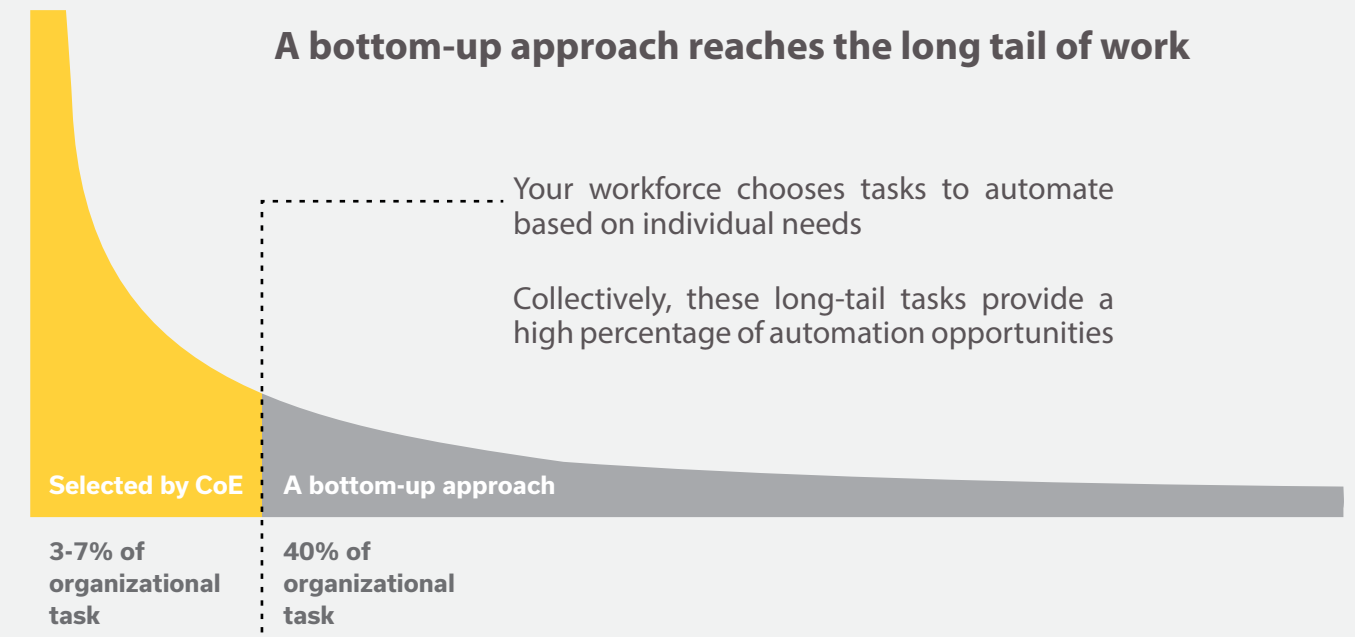 A bottom-up approach reaches the long tail of work
Your workforce chooses tasks to automate
based on individual needs
Collectively, these long-tail tasks provide a
high percentage of automation opportunities
Selected by CoE
A bottom-up approach
3-7% of
organizational
task
40% of
organizational
task